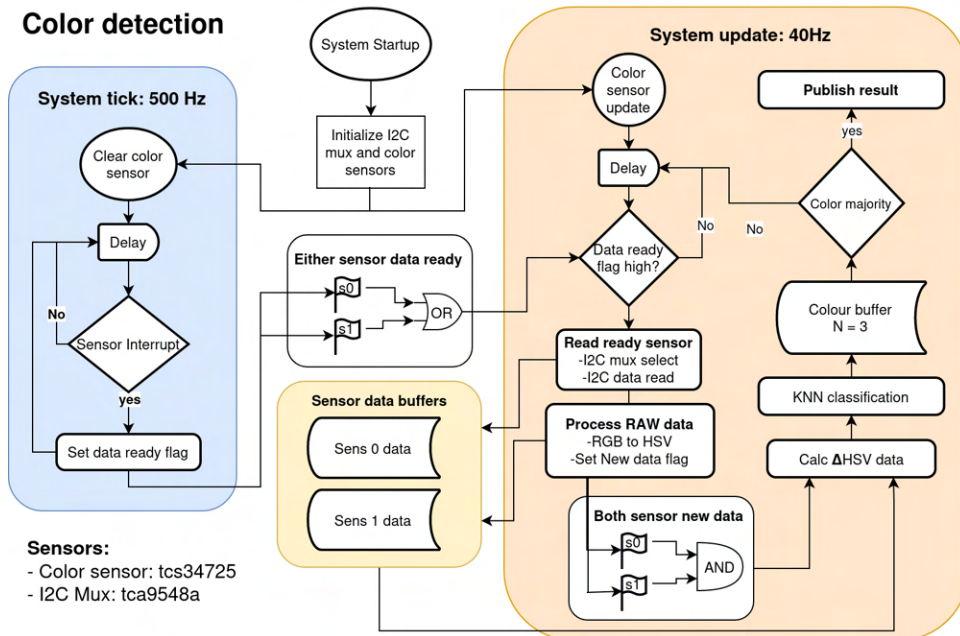 Color detection
System Startup
Initialize I2C
mux and color
sensors
System tick: 500 Hz
Clear color
sensor
Delay
No
Sensor Interrupt
yes
Set data ready flag
Sensors:
- Color sensor: tcs34725
- I2C Mux: tca9548a
Either sensor data ready
s0
s1
OR
Sensor data buffers
Sens 0 data
Sens 1 data
System update: 40Hz
Color
sensor
update
Delay
Data ready
flag high?
No
No
Read ready sensor
-I2C mux select
-I2C data read
Process RAW data
-RGB to HSV
-Set New data flag
Both sensor new data
s0
s1
AND
Publish result
yes
Color majority
Colour buffer
N = 3
KNN classification
Calc ΔHSV data